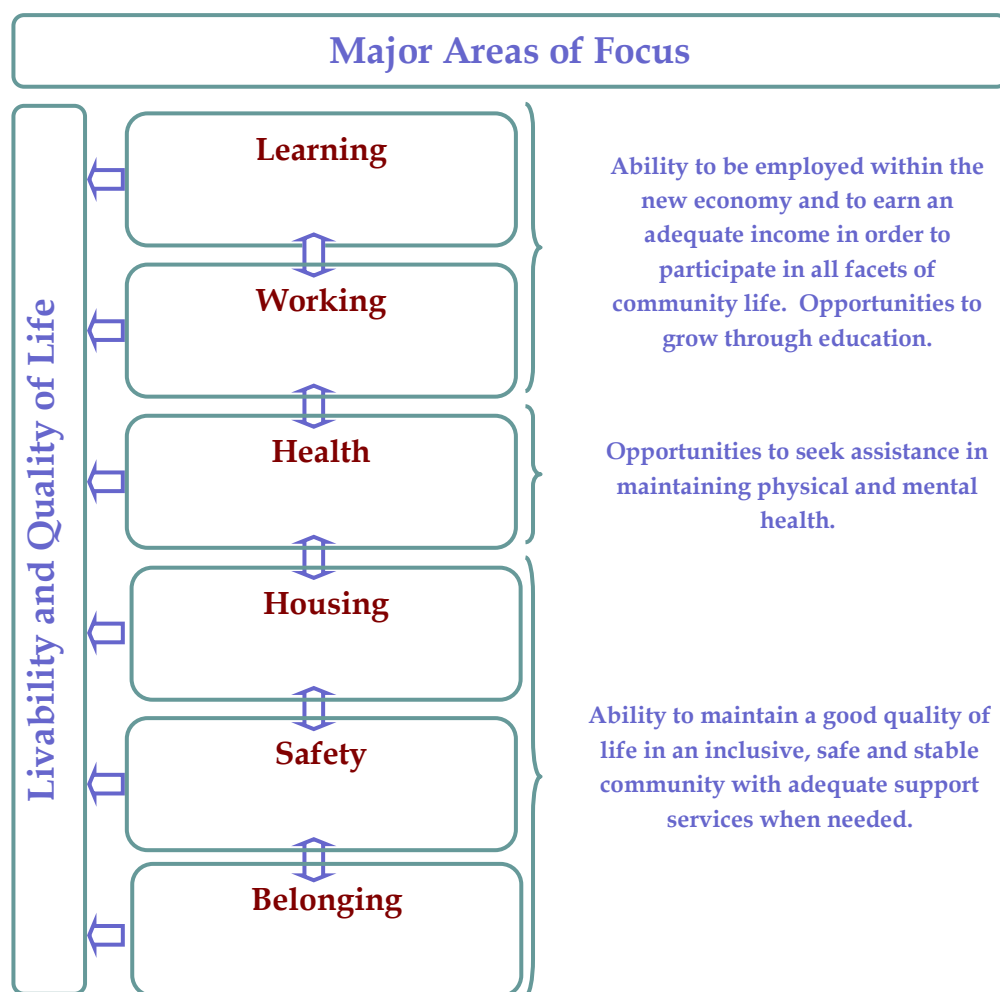 Major Areas of Focus
Livability and Quality of Life
Learning
Working
Ability to be employed within the
new economy and to earn an
adequate income in order to
participate in all facets of
community life.  Opportunities to
grow through education.
Health
Opportunities to seek assistance in
maintaining physical and mental
health.
Housing
Safety
Belonging
Ability to maintain a good quality of
life in an inclusive, safe and stable
community with adequate support
services when needed.